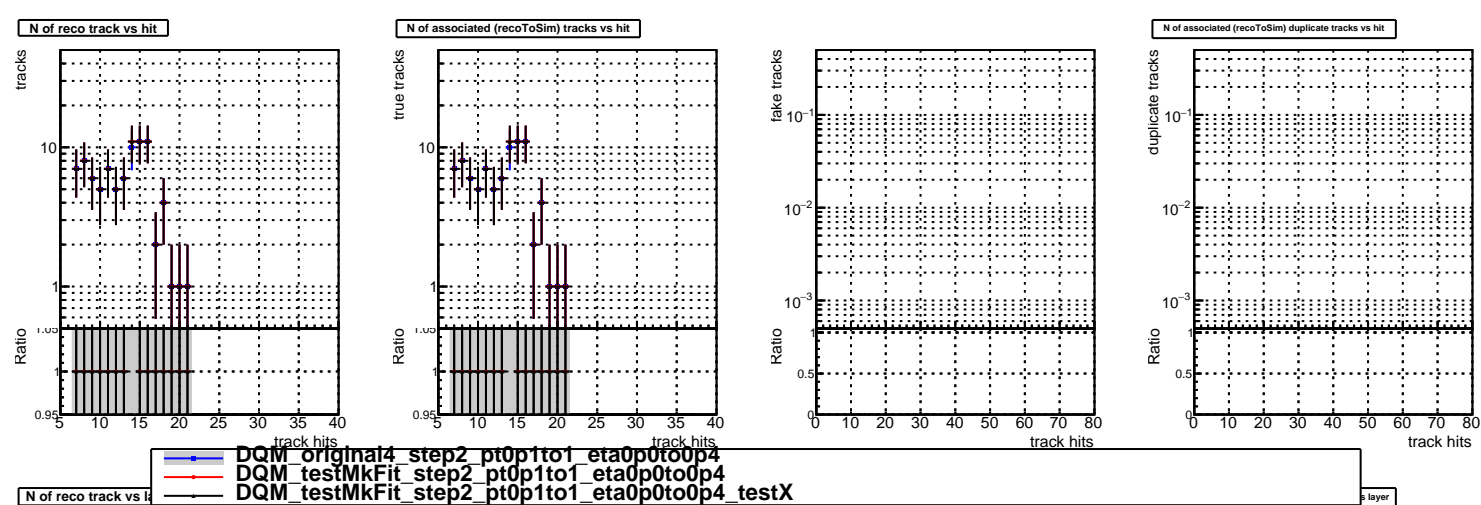 N of reco track vs hit
N of associated (recoToSim) tracks vs hit
N of associated (recoToSim) duplicate tracks vs hit
tracks
10
1
Ratio
1.05
1
0.95
5 10 15 20 25 30 35 40
track hits
true tracks
10
1
Ratio
1.05
1
0.95
5 10 15 20 25 30 35 40
track hits
fake tracks
10−1
10−2
10−3
Ratio
1
0.5
0
0 10 20 30 40 50 60 70 80
track hits
duplicate tracks
10−1
10−2
10−3
Ratio
1
0.5
0
0 10 20 30 40 50 60 70 80
track hits
DQM_original4_step2_pt0p1to1_eta0p0to0p4
DQM_testMkFit_step2_pt0p1to1_eta0p0to0p4
DQM_testMkFit_step2_pt0p1to1_eta0p0to0p4_testX
N of reco track vs la
s layer